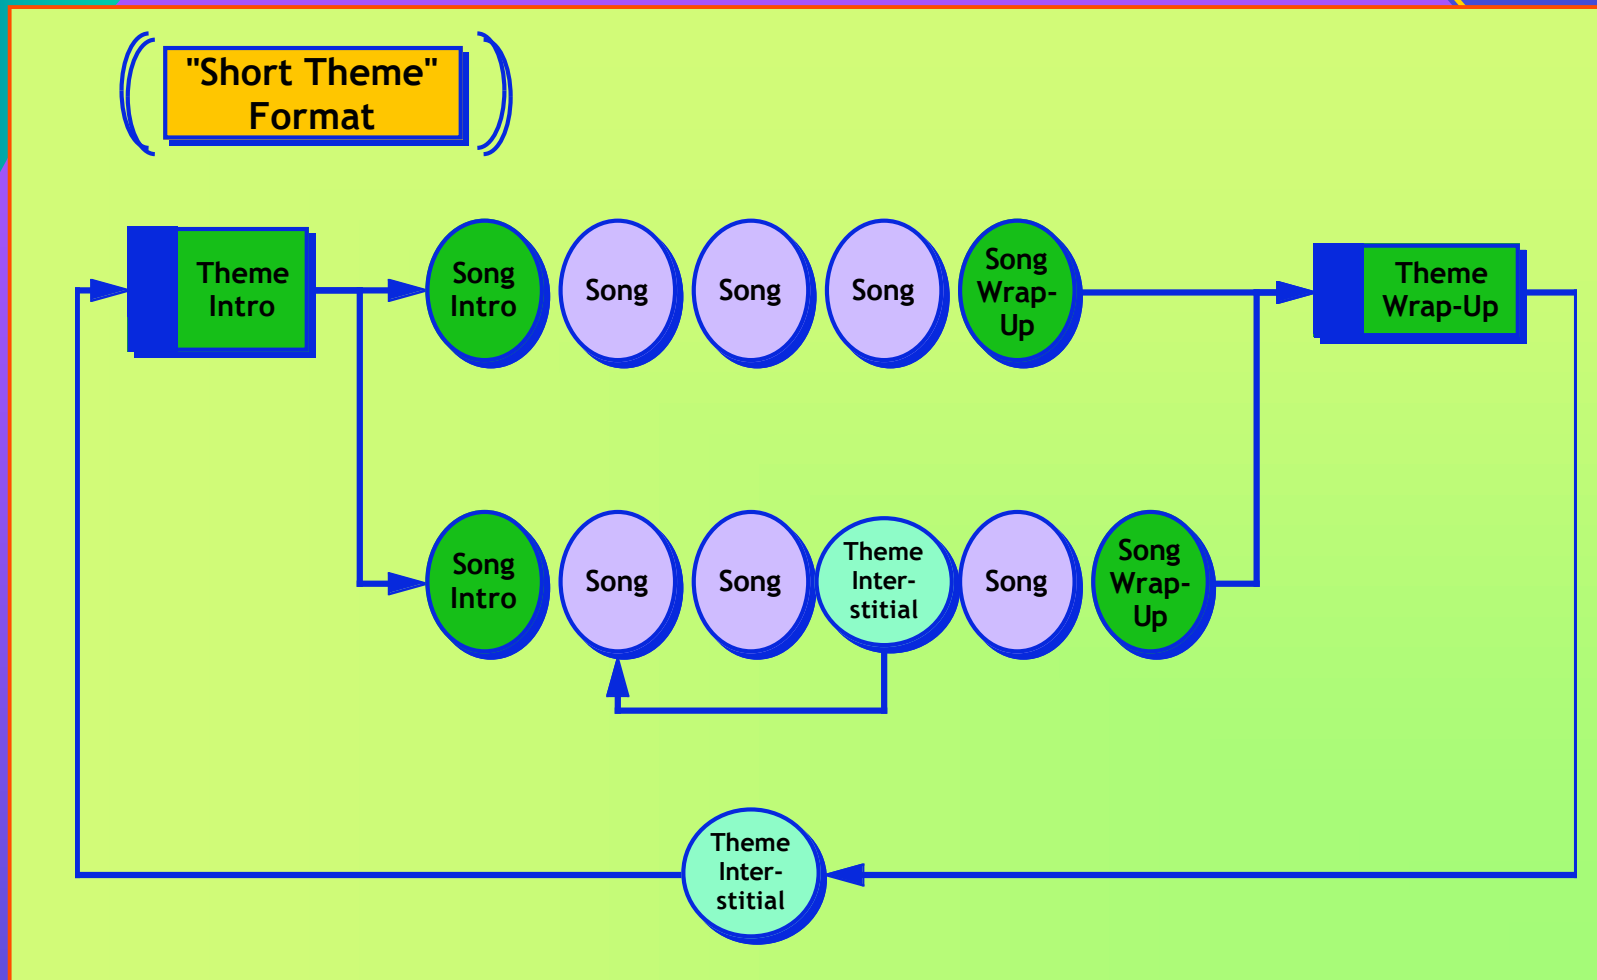 "Short Theme"
Format
Theme
Intro
Song
Intro
Song
Song
Song
Song
Wrap-
Up
Theme
Wrap-Up
Song
Intro
Song
Song
Theme
Inter-
stitial
Song
Song
Wrap-
Up
Theme
Inter-
stitial